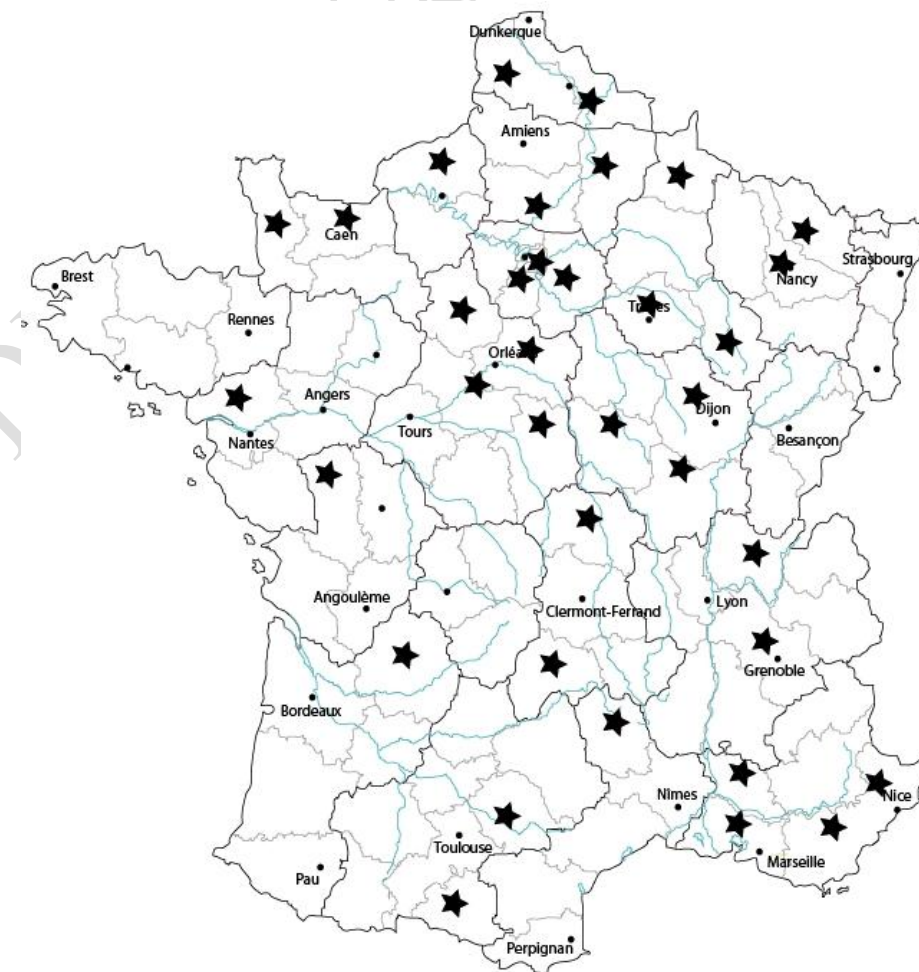 Dunkerque
Amiens
Caen
Strasbourg
Brest
Nancy
Rennes
Orléa
Angers
Dijon
Tours
Besançon
Nantes
Angoulême
Clermont-Ferrand
Lyon
Grenoble
Bordeaux
Nîmes
Nice
Toulouse
Marseille
Pau
Perpignan